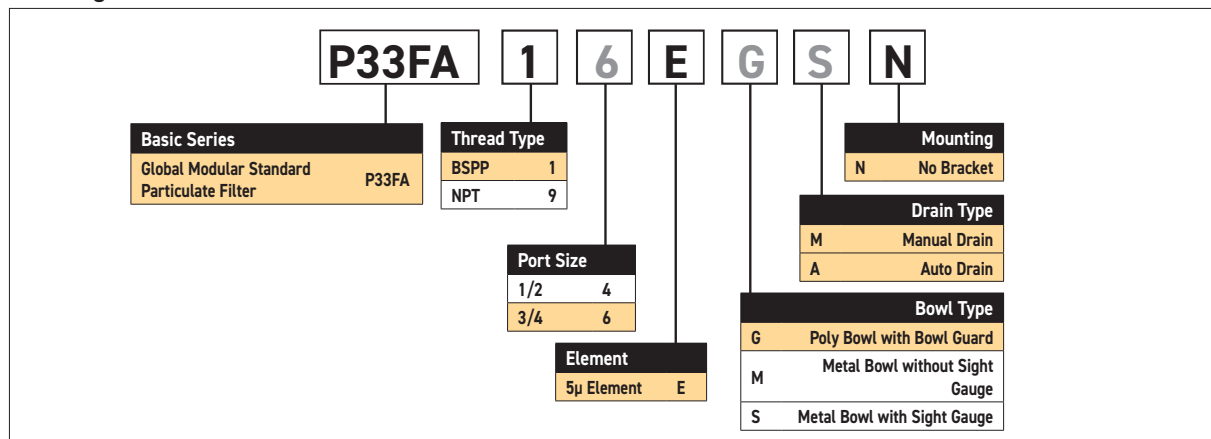 P33FA 1 6 E G S N
Basic Series
Global Modular Standard
Particulate Filter P33FA
Thread Type
BSPP 1
NPT 9
Mounting
N No Bracket
Drain Type
M Manual Drain
A Auto Drain
Port Size
1/2 4
3/4 6
Bowl Type
G Poly Bowl with Bowl Guard
M Metal Bowl without Sight
Gauge
S Metal Bowl with Sight Gauge
Element
5µ Element E